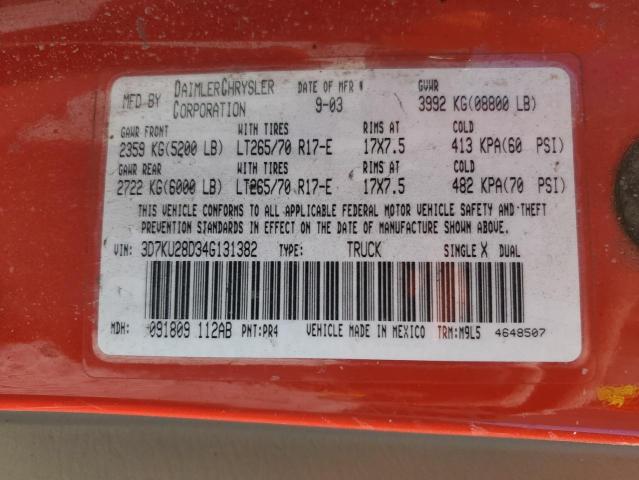 MFD BY DAIMLERCHRYSLER CORPORATION DATE OF MFR # 9-03 GVWR 3992 KG(08800 LB)
GAWR FRONT WITH TIRES RIMS AT COLD
2359 KG(5200 LB) LT265/70 R17-E 17X7.5 413 KPA(60 PSI)
GAWR REAR WITH TIRES RIMS AT COLD
2722 KG(6000 LB) LT265/70 R17-E 17X7.5 482 KPA(70 PSI)
THIS VEHICLE CONFORMS TO ALL APPLICABLE FEDERAL MOTOR VEHICLE SAFETY AND THEFT
PREVENTION STANDARDS IN EFFECT ON THE DATE OF MANUFACTURE SHOWN ABOVE.
VIN: 3D7KU28D34G131382 TYPE: TRUCK SINGLE X DUAL
MDH: 091809 112AB PNT:PR4 VEHICLE MADE IN MEXICO TRM:M9L5 4648507